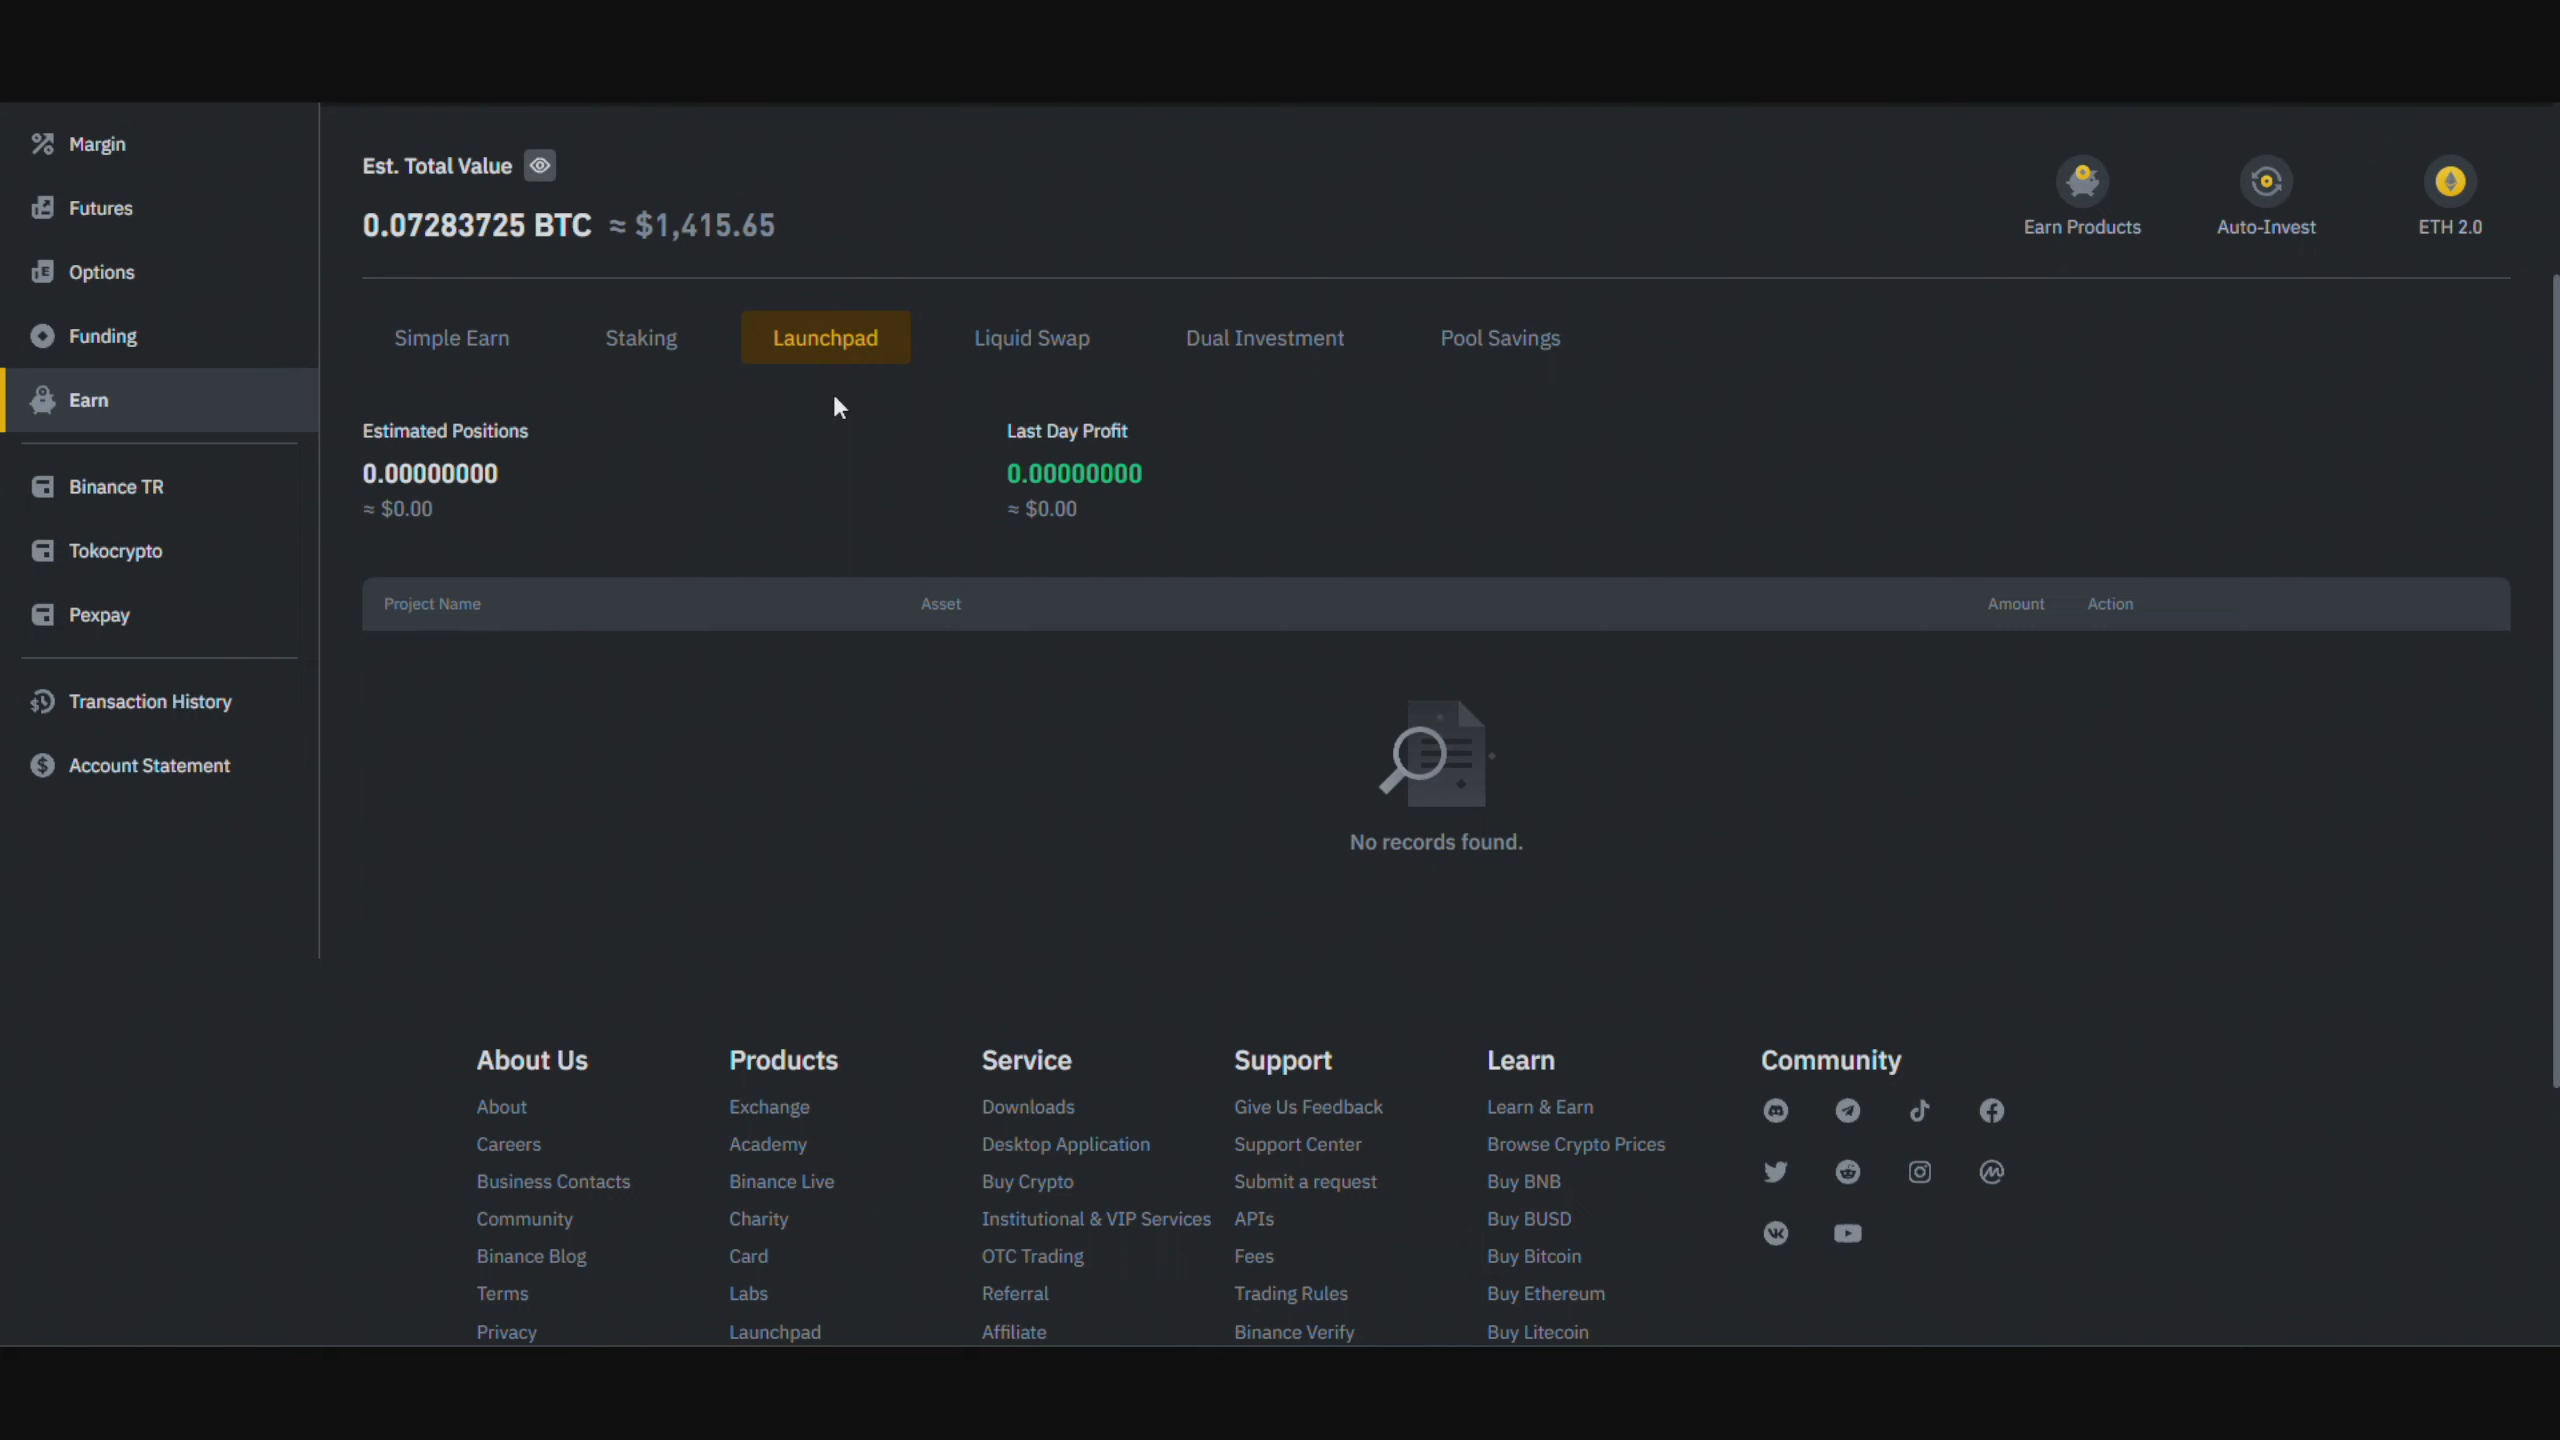 Margin
Futures
Options
Funding
Earn
Binance TR
Tokocrypto
Pexpay
Transaction History
Account Statement
Est. Total Value
0.07283725 BTC ≈ $1,415.65
Earn Products
Auto-Invest
ETH 2.0
Simple Earn Staking Launchpad Liquid Swap Dual Investment Pool Savings
Estimated Positions
0.00000000
≈ $0.00
Last Day Profit
0.00000000
≈ $0.00
Project Name Asset Amount Action
No records found.
About Us
About
Careers
Business Contacts
Community
Binance Blog
Terms
Privacy
Products
Exchange
Academy
Binance Live
Charity
Card
Labs
Launchpad
Service
Downloads
Desktop Application
Buy Crypto
Institutional & VIP Services
OTC Trading
Referral
Affiliate
Support
Give Us Feedback
Support Center
Submit a request
APIs
Fees
Trading Rules
Binance Verify
Learn
Learn & Earn
Browse Crypto Prices
Buy BNB
Buy BUSD
Buy Bitcoin
Buy Ethereum
Buy Litecoin
Community